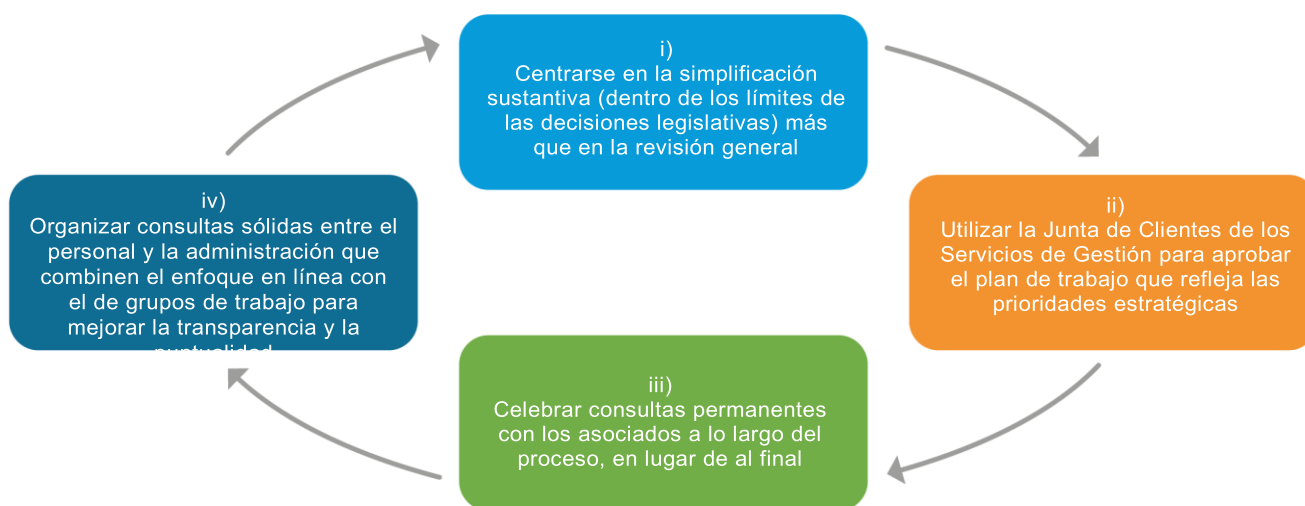 i)
Centrarse en la simplificación
sustantiva (dentro de los límites de
las decisiones legislativas) más
que en la revisión general
ii)
Utilizar la Junta de Clientes de los
Servicios de Gestión para aprobar
el plan de trabajo que refleja las
prioridades estratégicas
iii)
Celebrar consultas permanentes
con los asociados a lo largo del
proceso, en lugar de al final
iv)
Organizar consultas sólidas entre el
personal y la administración que
combinen el enfoque en línea con
el de grupos de trabajo para
mejorar la transparencia y la
puntualidad